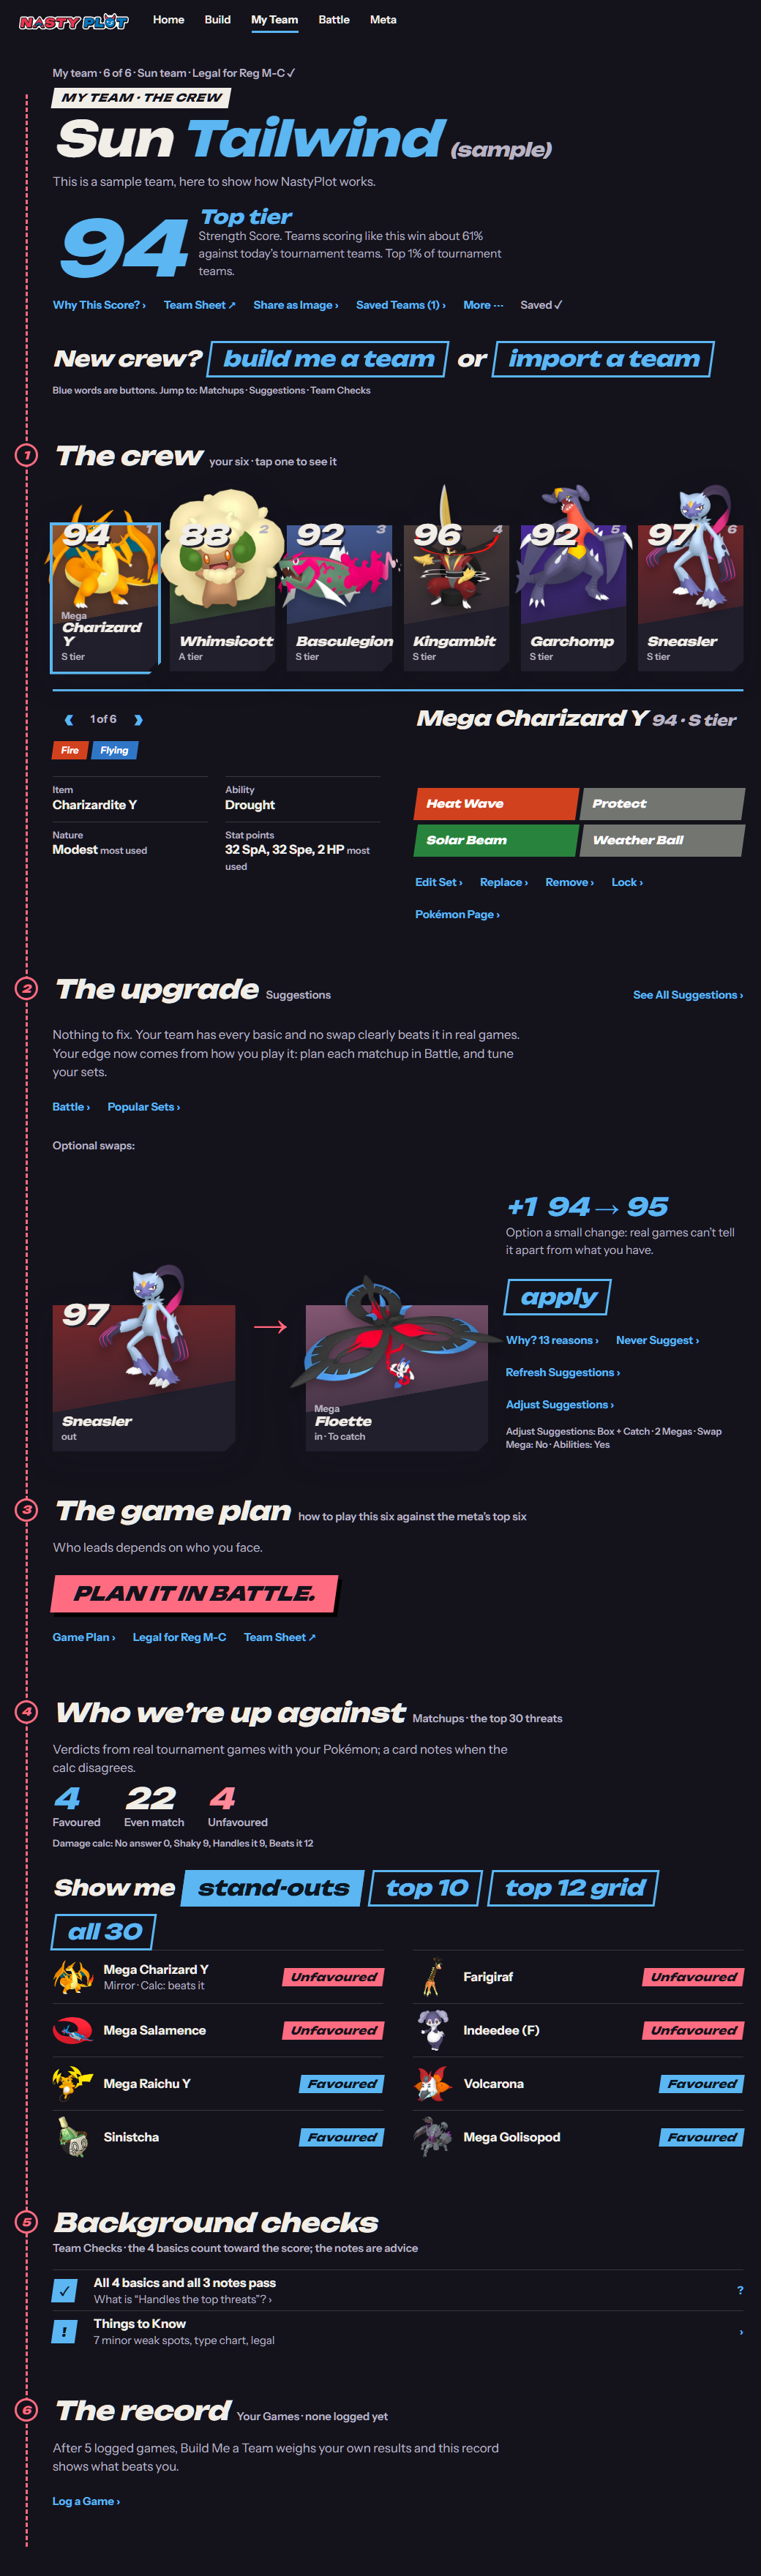 NASTY PLOT
Home
Build
My Team
Battle
Meta
My team · 6 of 6 · Sun team · Legal for Reg M-C ✓
MY TEAM · THE CREW
Sun Tailwind (sample)
This is a sample team, here to show how NastyPlot works.
94
Top tier
Strength Score. Teams scoring like this win about 61%
against today's tournament teams. Top 1% of tournament
teams.
Why This Score? ›
Team Sheet ↗
Share as Image ›
Saved Teams (1) ›
More ···
Saved ✓
New crew? build me a team or import a team
Blue words are buttons. Jump to: Matchups · Suggestions · Team Checks
1
The crew your six · tap one to see it
94
1
Mega
Charizard
Y
S tier
88
2
Whimsicott
A tier
92
3
Basculegion
S tier
96
4
Kingambit
S tier
92
5
Garchomp
S tier
97
6
Sneasler
S tier
‹ 1 of 6 ›
Fire
Flying
Item
Charizardite Y
Ability
Drought
Nature
Modest most used
Stat points
32 SpA, 32 Spe, 2 HP most
used
Mega Charizard Y 94 · S tier
Heat Wave
Protect
Solar Beam
Weather Ball
Edit Set ›
Replace ›
Remove ›
Lock ›
Pokémon Page ›
2
The upgrade Suggestions
See All Suggestions ›
Nothing to fix. Your team has every basic and no swap clearly beats it in real games.
Your edge now comes from how you play it: plan each matchup in Battle, and tune
your sets.
Battle ›
Popular Sets ›
Optional swaps:
97
Sneasler
out
→
Mega
Floette
in · To catch
+1 94 → 95
Option a small change: real games can't tell
it apart from what you have.
apply
Why? 13 reasons ›
Never Suggest ›
Refresh Suggestions ›
Adjust Suggestions ›
Adjust Suggestions: Box + Catch · 2 Megas · Swap
Mega: No · Abilities: Yes
3
The game plan how to play this six against the meta's top six
Who leads depends on who you face.
PLAN IT IN BATTLE.
Game Plan ›
Legal for Reg M-C
Team Sheet ↗
4
Who we're up against Matchups · the top 30 threats
Verdicts from real tournament games with your Pokémon; a card notes when the
calc disagrees.
4
Favoured
22
Even match
4
Unfavoured
Damage calc: No answer 0, Shaky 9, Handles it 9, Beats it 12
Show me stand-outs top 10 top 12 grid
all 30
Mega Charizard Y
Mirror · Calc: beats it
Unfavoured
Farigiraf
Unfavoured
Mega Salamence
Unfavoured
Indeedee (F)
Unfavoured
Mega Raichu Y
Favoured
Volcarona
Favoured
Sinistcha
Favoured
Mega Golisopod
Favoured
5
Background checks
Team Checks · the 4 basics count toward the score; the notes are advice
✓
All 4 basics and all 3 notes pass
What is “Handles the top threats”? ›
?
!
Things to Know
7 minor weak spots, type chart, legal
›
6
The record Your Games · none logged yet
After 5 logged games, Build Me a Team weighs your own results and this record
shows what beats you.
Log a Game ›